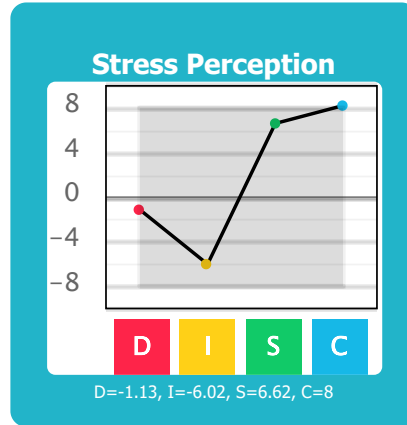 Stress Perception
8
4
0
-4
-8
D I S C
D=-1.13, I=-6.02, S=6.62, C=8